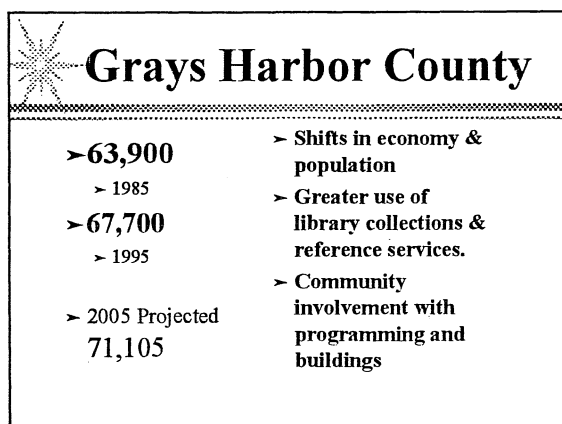 Grays Harbor County
➢63,900
➢ 1985
➢67,700
➢ 1995
➢ 2005 Projected
71,105
➢ Shifts in economy &
population
➢ Greater use of
library collections &
reference services.
➢ Community
involvement with
programming and
buildings